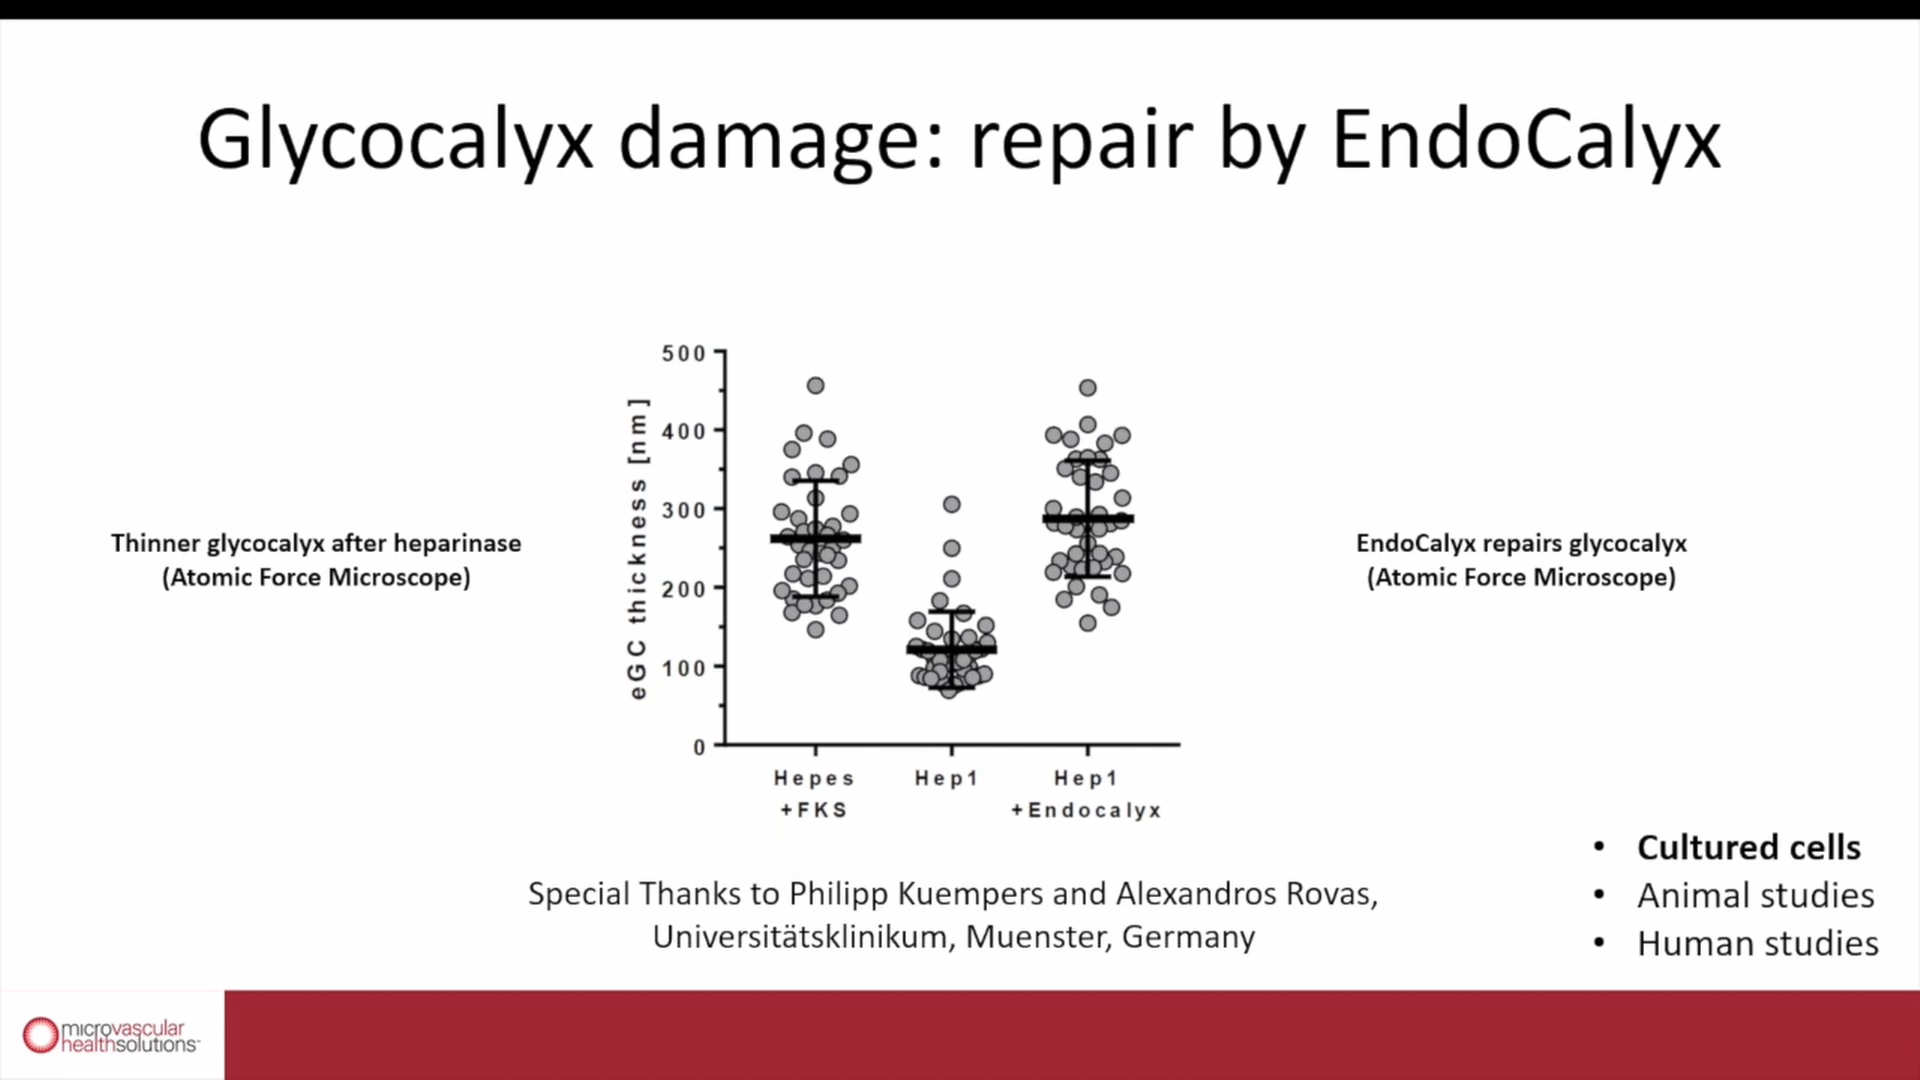 Glycocalyx damage: repair by EndoCalyx
Thinner glycocalyx after heparinase
(Atomic Force Microscope)
eGC thickness [nm]
500
400
300
200
100
0
Hepes
+FKS
Hep1
Hep1
+Endocalyx
EndoCalyx repairs glycocalyx
(Atomic Force Microscope)
• Cultured cells
• Animal studies
• Human studies
Special Thanks to Philipp Kuempers and Alexandros Rovas,
Universitätsklinikum, Muenster, Germany
microvascular
healthsolutions